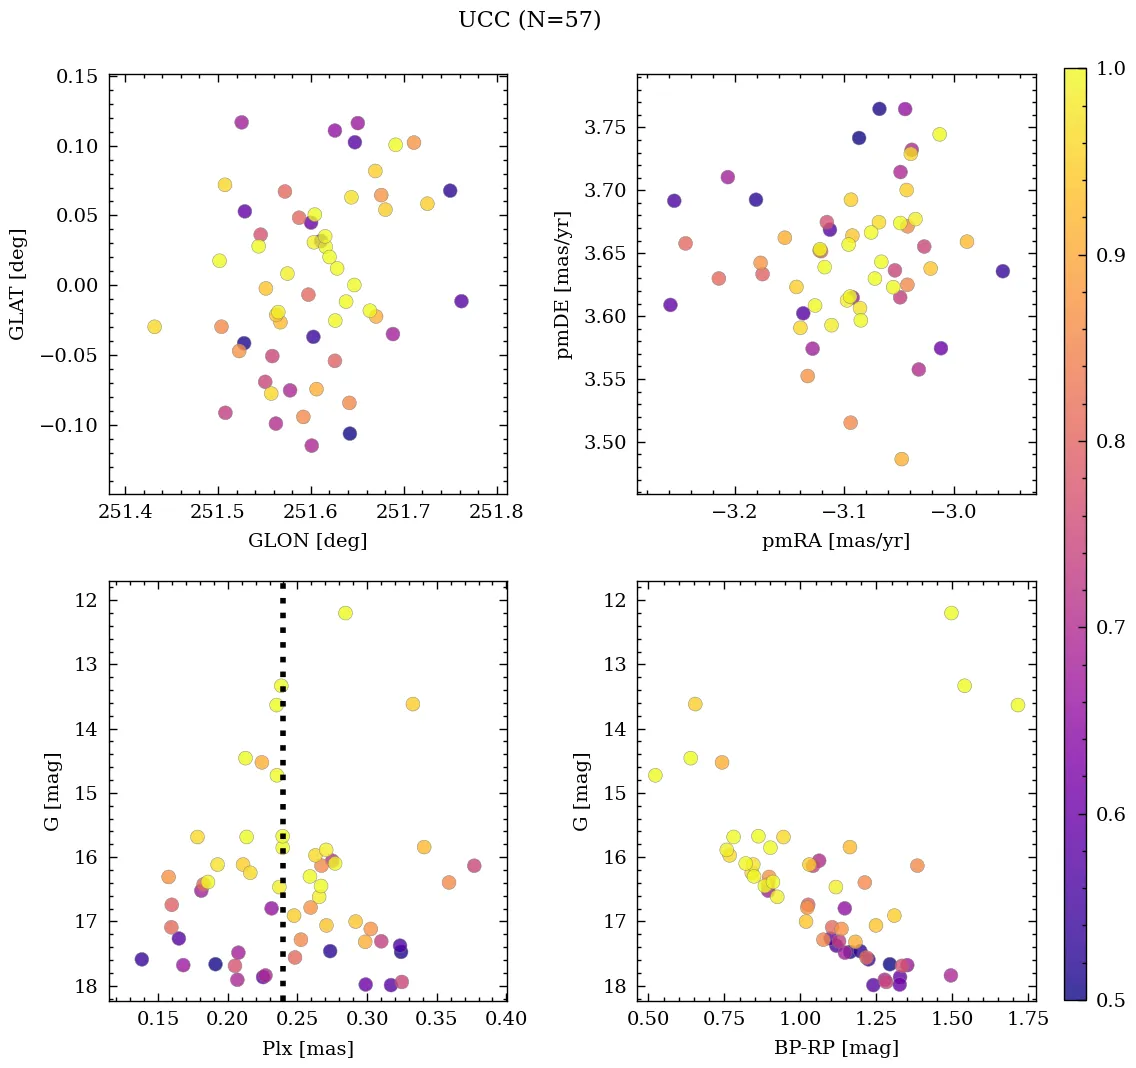 UCC (N=57)
0.15
0.10
0.05
0.00
−0.05
−0.10
GLAT [deg]
251.4 251.5 251.6 251.7 251.8
GLON [deg]
3.75
3.70
3.65
3.60
3.55
3.50
pmDE [mas/yr]
−3.2 −3.1 −3.0
pmRA [mas/yr]
12
13
14
15
16
17
18
G [mag]
0.15 0.20 0.25 0.30 0.35 0.40
Plx [mas]
12
13
14
15
16
17
18
G [mag]
0.50 0.75 1.00 1.25 1.50 1.75
BP-RP [mag]
1.0
0.9
0.8
0.7
0.6
0.5